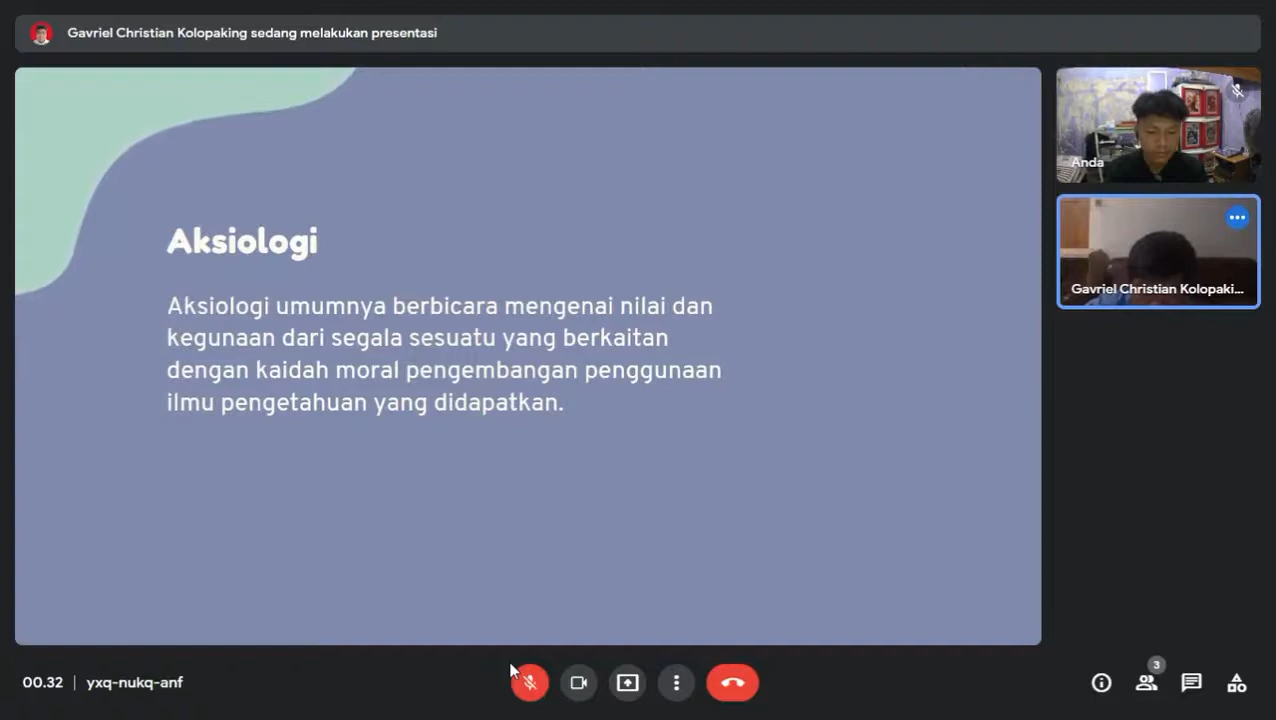 Gavriel Christian Kolopaking sedang melakukan presentasi
Aksiologi
Aksiologi umumnya berbicara mengenai nilai dan
kegunaan dari segala sesuatu yang berkaitan
dengan kaidah moral pengembangan penggunaan
ilmu pengetahuan yang didapatkan.
Anda
Gavriel Christian Kolopaki...
00.32 | yxq-nukq-anf
3